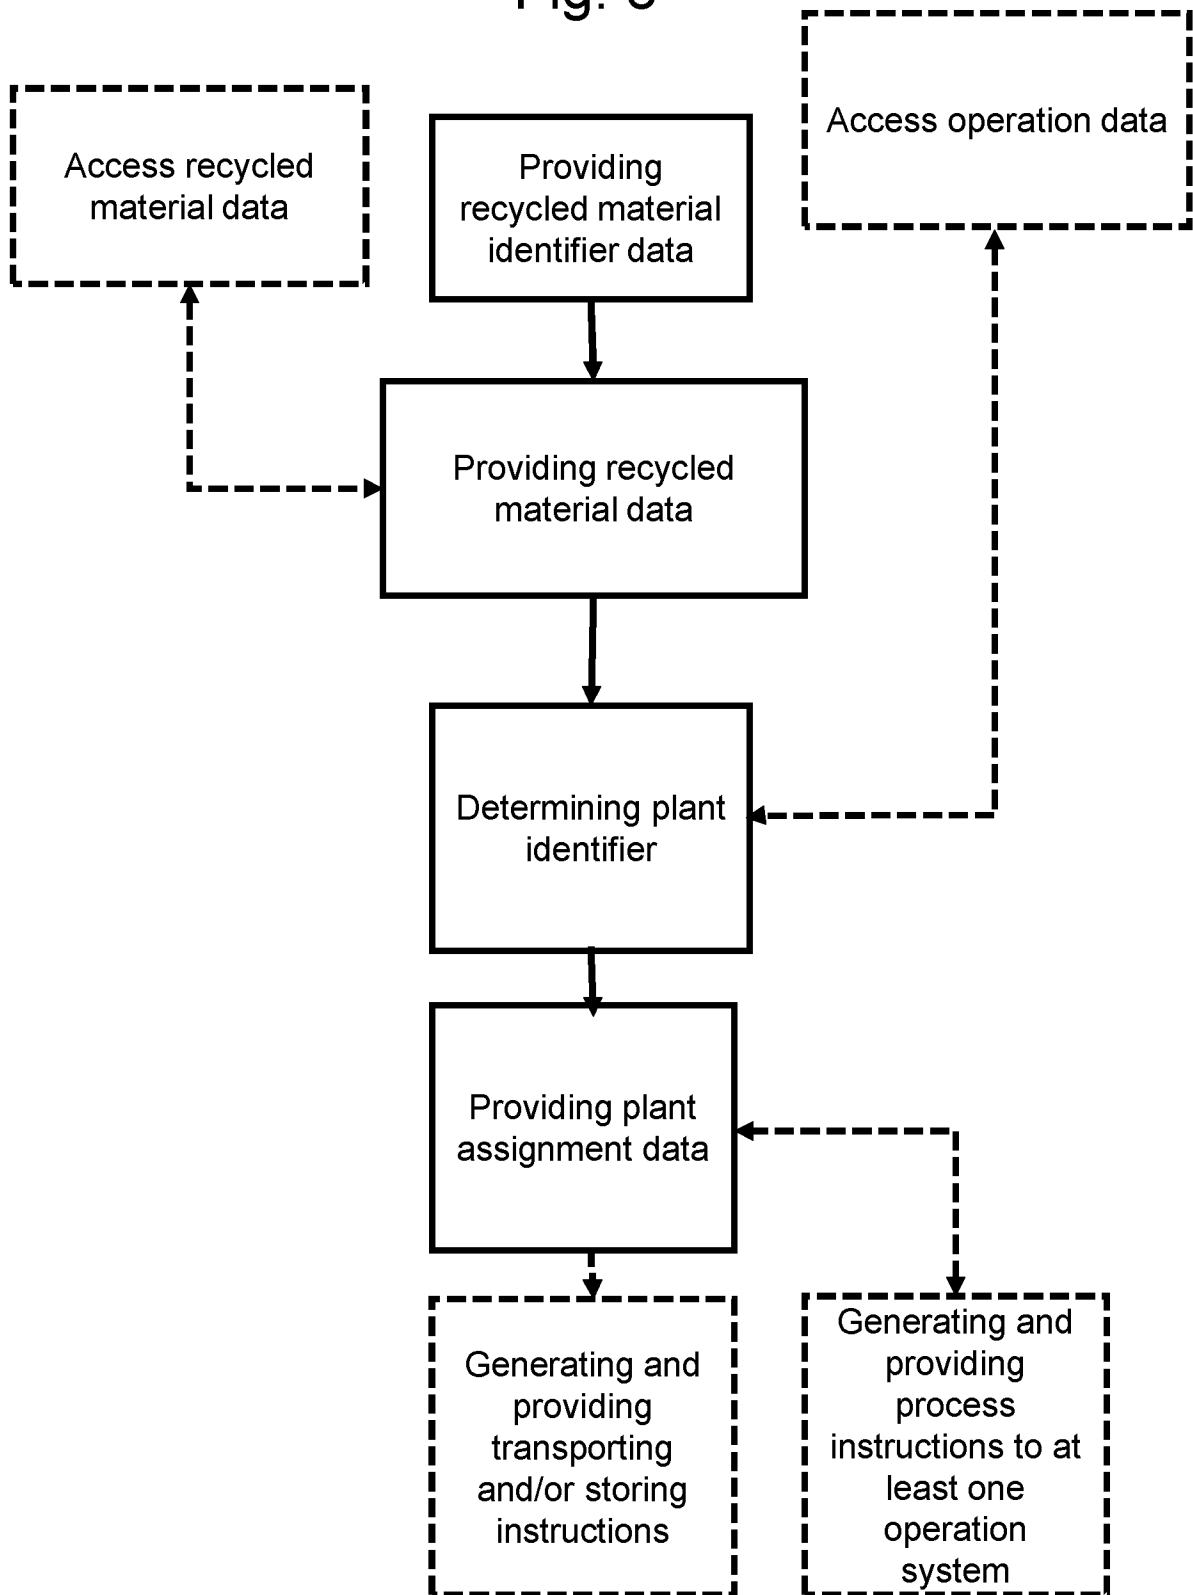 Access operation data
Access recycled
material data
Providing
recycled material
identifier data
Providing recycled
material data
Determining plant
identifier
Providing plant
assignment data
Generating and
providing
transporting
and/or storing
instructions
Generating and
providing
process
instructions to at
least one
operation
system